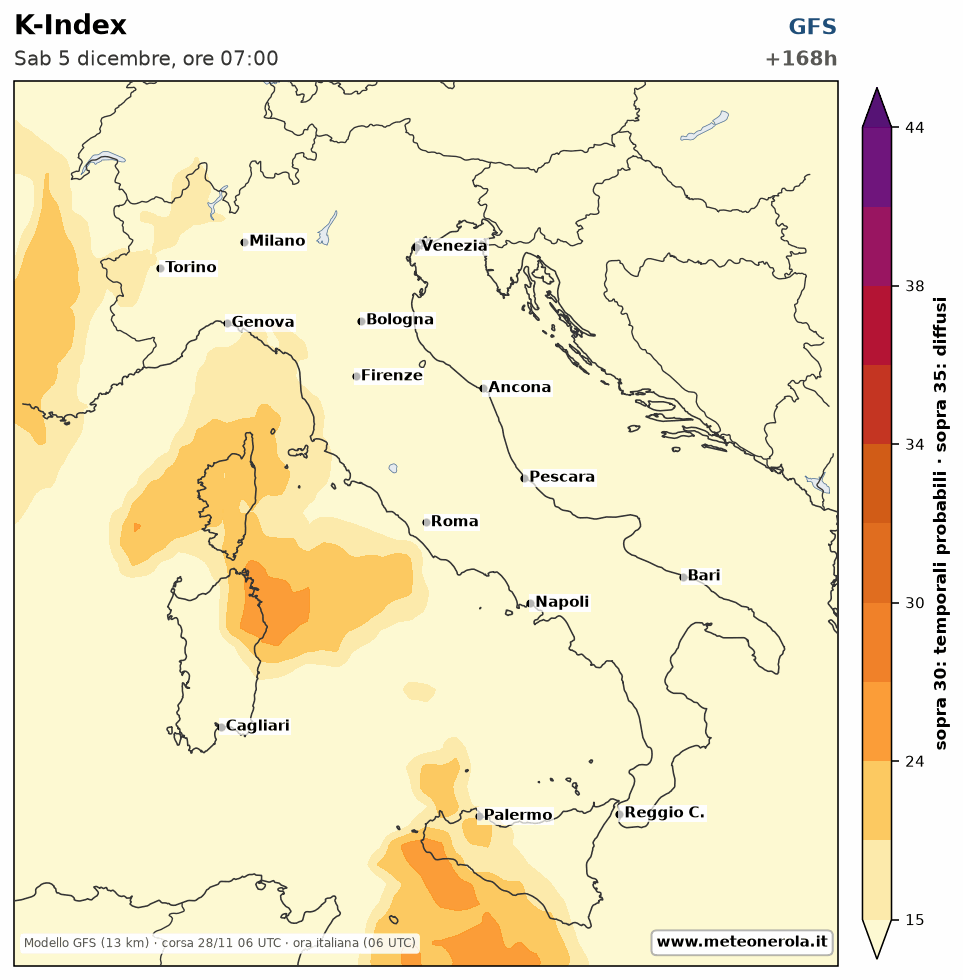 K-Index
GFS
Sab 5 dicembre, ore 07:00
+168h
Milano
Venezia
Torino
Genova
Bologna
Firenze
Ancona
Pescara
Roma
Bari
Napoli
Cagliari
Palermo
Reggio C.
44
38
34
30
24
15
sopra 30: temporali probabili · sopra 35: diffusi
Modello GFS (13 km) · corsa 28/11 06 UTC · ora italiana (06 UTC)
www.meteonerola.it